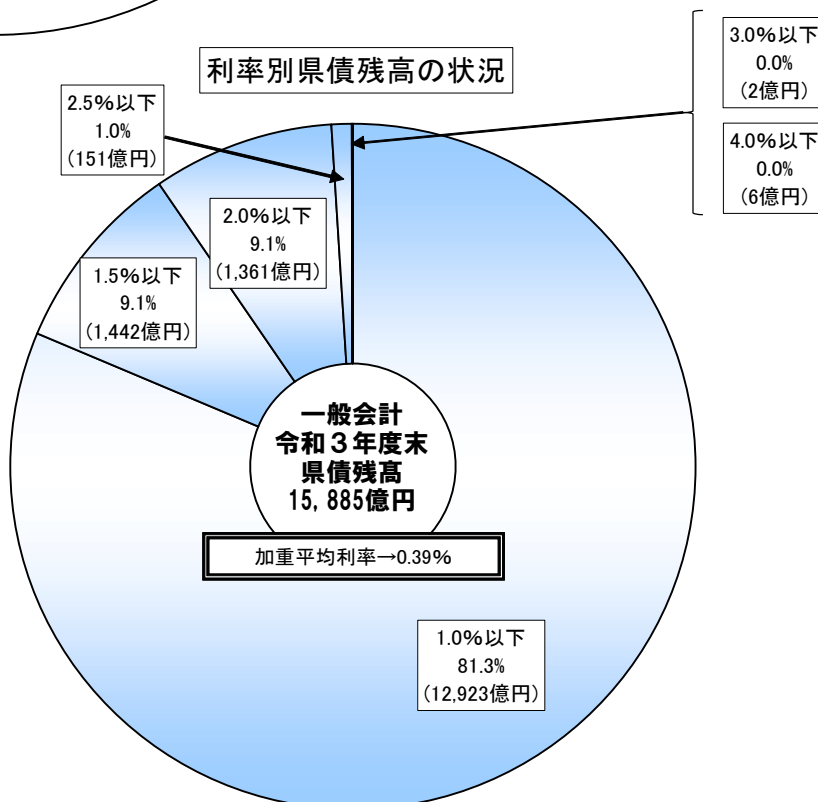 利率別県債残高の状況
3.0%以下
0.0%
(2億円)
4.0%以下
0.0%
(6億円)
2.5%以下
1.0%
(151億円)
2.0%以下
9.1%
(1,361億円)
1.5%以下
9.1%
(1,442億円)
一般会計
令和3年度末
県債残髙
15,885億円
加重平均利率→0.39%
1.0%以下
81.3%
(12,923億円)